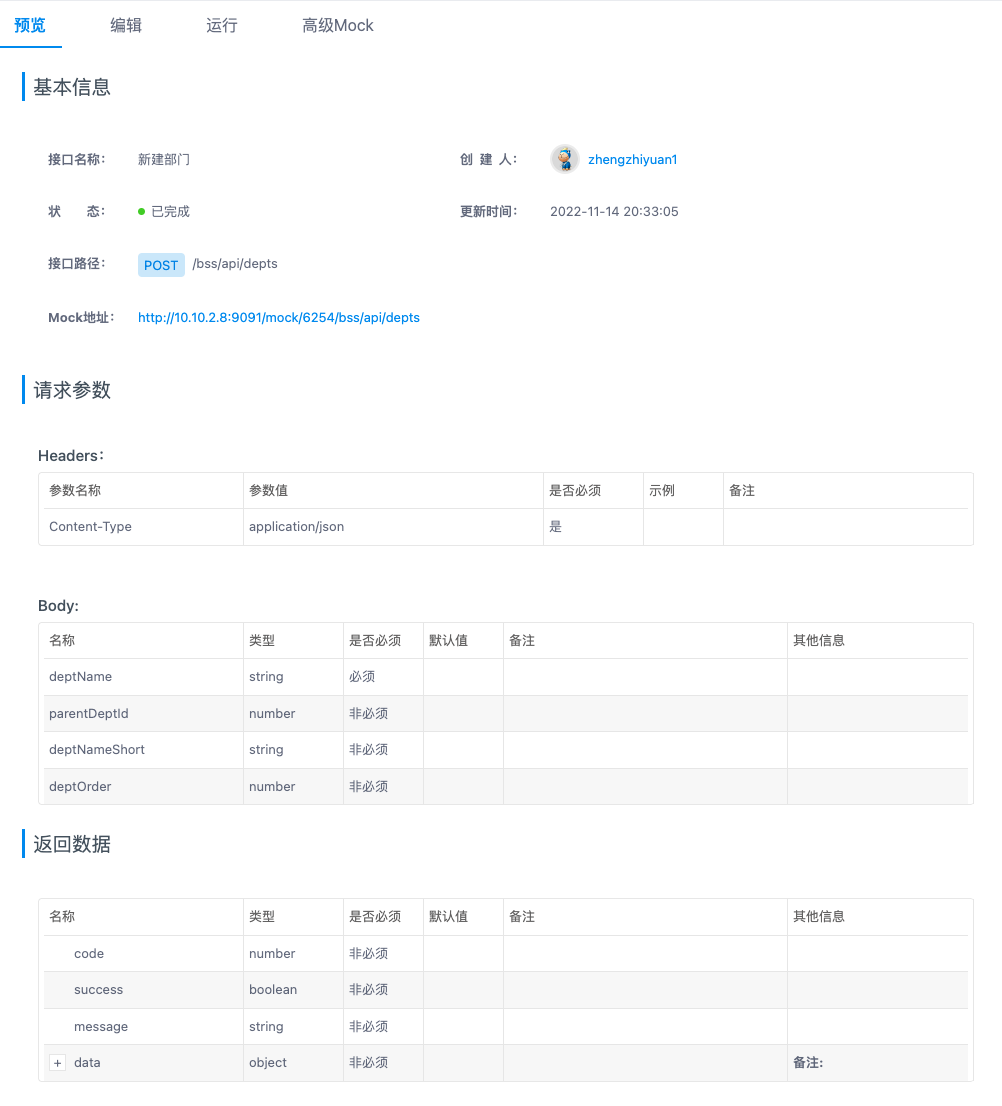 预览 编辑 运行 高级Mock
基本信息
接口名称： 新建部门 创 建 人： zhengzhiyuan1
状 态： 已完成 更新时间： 2022-11-14 20:33:05
接口路径： POST /bss/api/depts
Mock地址： http://10.10.2.8:9091/mock/6254/bss/api/depts
请求参数
Headers：
参数名称 参数值 是否必须 示例 备注
Content-Type application/json 是
Body:
名称 类型 是否必须 默认值 备注 其他信息
deptName string 必须
parentDeptId number 非必须
deptNameShort string 非必须
deptOrder number 非必须
返回数据
名称 类型 是否必须 默认值 备注 其他信息
code number 非必须
success boolean 非必须
message string 非必须
+ data object 非必须 备注: